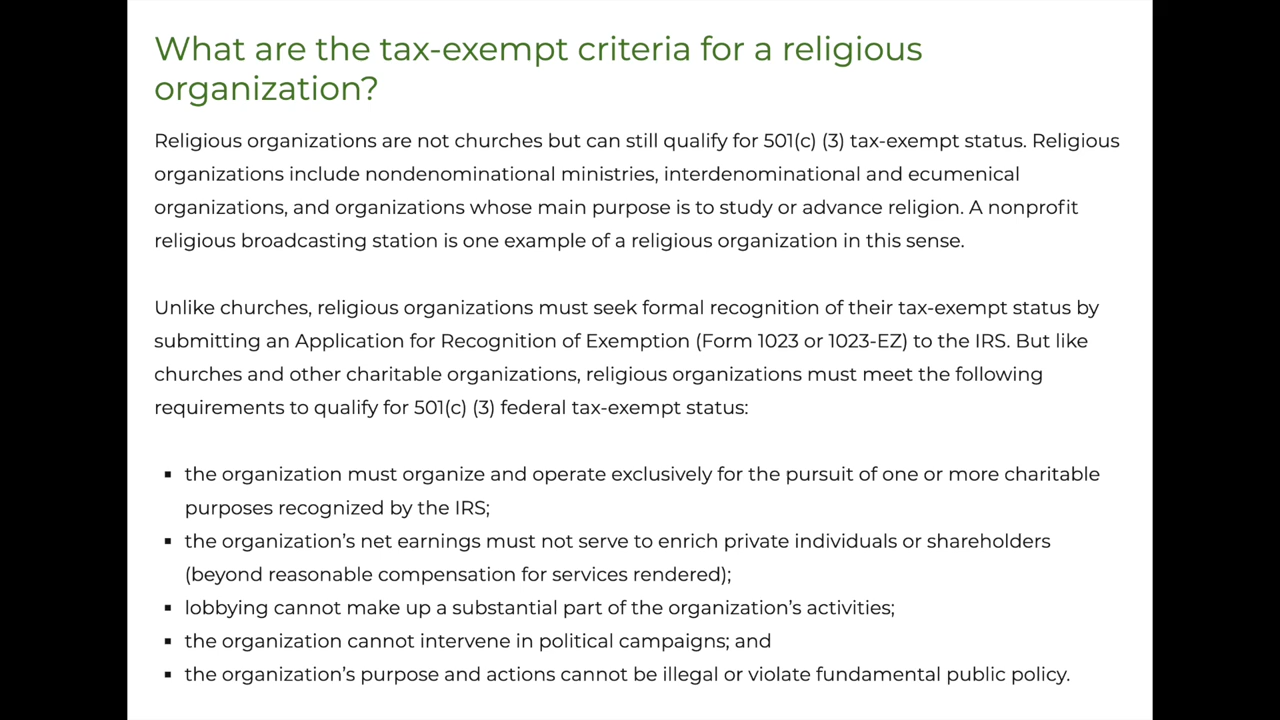 What are the tax-exempt criteria for a religious
organization?
Religious organizations are not churches but can still qualify for 501(c) (3) tax-exempt status. Religious
organizations include nondenominational ministries, interdenominational and ecumenical
organizations, and organizations whose main purpose is to study or advance religion. A nonprofit
religious broadcasting station is one example of a religious organization in this sense.
Unlike churches, religious organizations must seek formal recognition of their tax-exempt status by
submitting an Application for Recognition of Exemption (Form 1023 or 1023-EZ) to the IRS. But like
churches and other charitable organizations, religious organizations must meet the following
requirements to qualify for 501(c) (3) federal tax-exempt status:
▪ the organization must organize and operate exclusively for the pursuit of one or more charitable
purposes recognized by the IRS;
▪ the organization’s net earnings must not serve to enrich private individuals or shareholders
(beyond reasonable compensation for services rendered);
▪ lobbying cannot make up a substantial part of the organization’s activities;
▪ the organization cannot intervene in political campaigns; and
▪ the organization’s purpose and actions cannot be illegal or violate fundamental public policy.